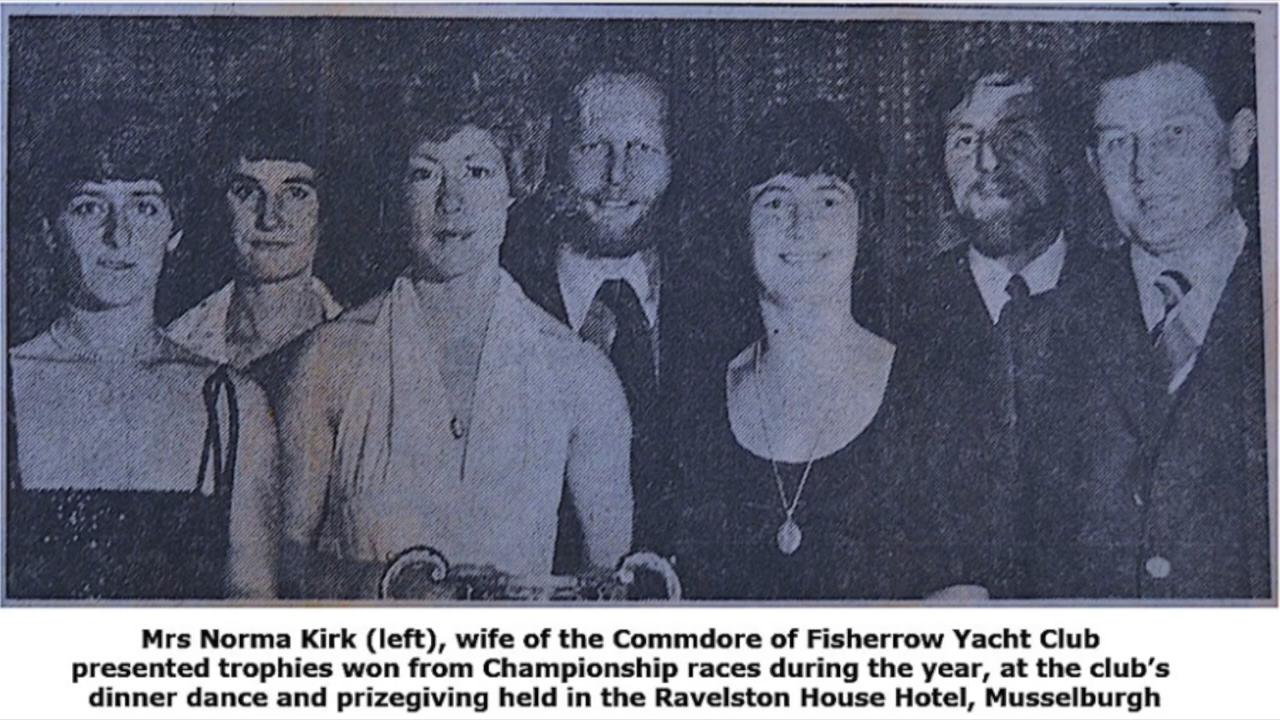 Mrs Norma Kirk (left), wife of the Commdore of Fisherrow Yacht Club
presented trophies won from Championship races during the year, at the club's
dinner dance and prizegiving held in the Ravelston House Hotel, Musselburgh